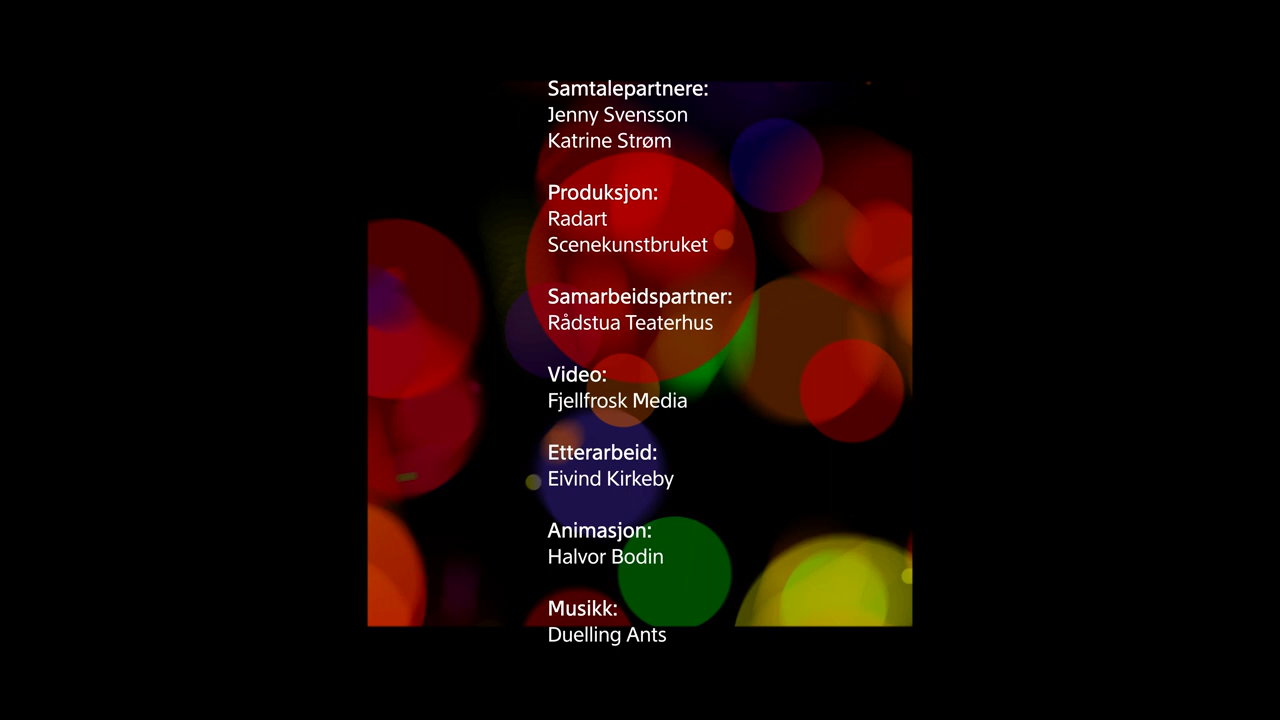 Samtalepartnere:
Jenny Svensson
Katrine Strøm
Produksjon:
Radart
Scenekunstbruket
Samarbeidspartner:
Rådstua Teaterhus
Video:
Fjellfrosk Media
Etterarbeid:
Eivind Kirkeby
Animasjon:
Halvor Bodin
Musikk:
Duelling Ants